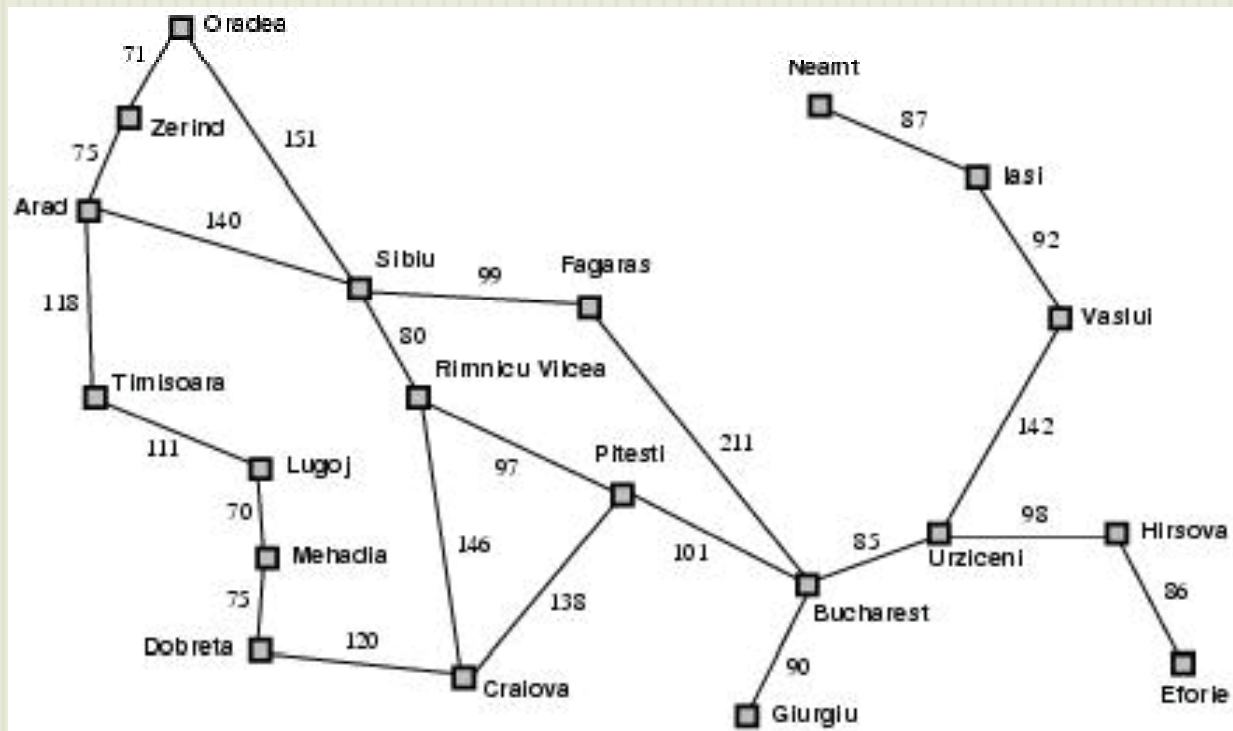 Oradea
71
Neamt
87
Zerind
151
75
Iasi
Arad
140
92
Sibiu
99
Fagaras
118
80
Vaslui
Rimnicu Vilcea
Timisoara
142
111
97
Pitesti
211
Lugoj
70
98
Hirsova
146
101
85
Urziceni
Mehadia
75
138
86
Bucharest
Dobreta
120
90
Craiova
Eforie
Giurgiu